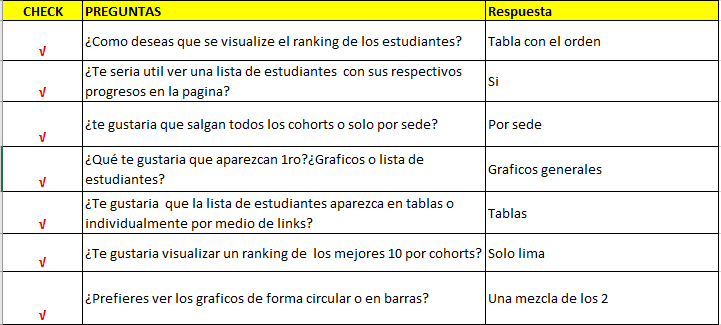 CHECK PREGUNTAS Respuesta
√ ¿Como deseas que se visualize el ranking de los estudiantes? Tabla con el orden
√ ¿Te seria util ver una lista de estudiantes con sus respectivos
progresos en la pagina? Si
√ ¿te gustaria que salgan todos los cohorts o solo por sede? Por sede
√ ¿Qué te gustaria que aparezcan 1ro?¿Graficos o lista de
estudiantes? Graficos generales
√ ¿Te gustaria que la lista de estudiantes aparezca en tablas o
individualmente por medio de links? Tablas
√ ¿Te gustaria visualizar un ranking de los mejores 10 por cohorts? Solo lima
√ ¿Prefieres ver los graficos de forma circular o en barras? Una mezcla de los 2